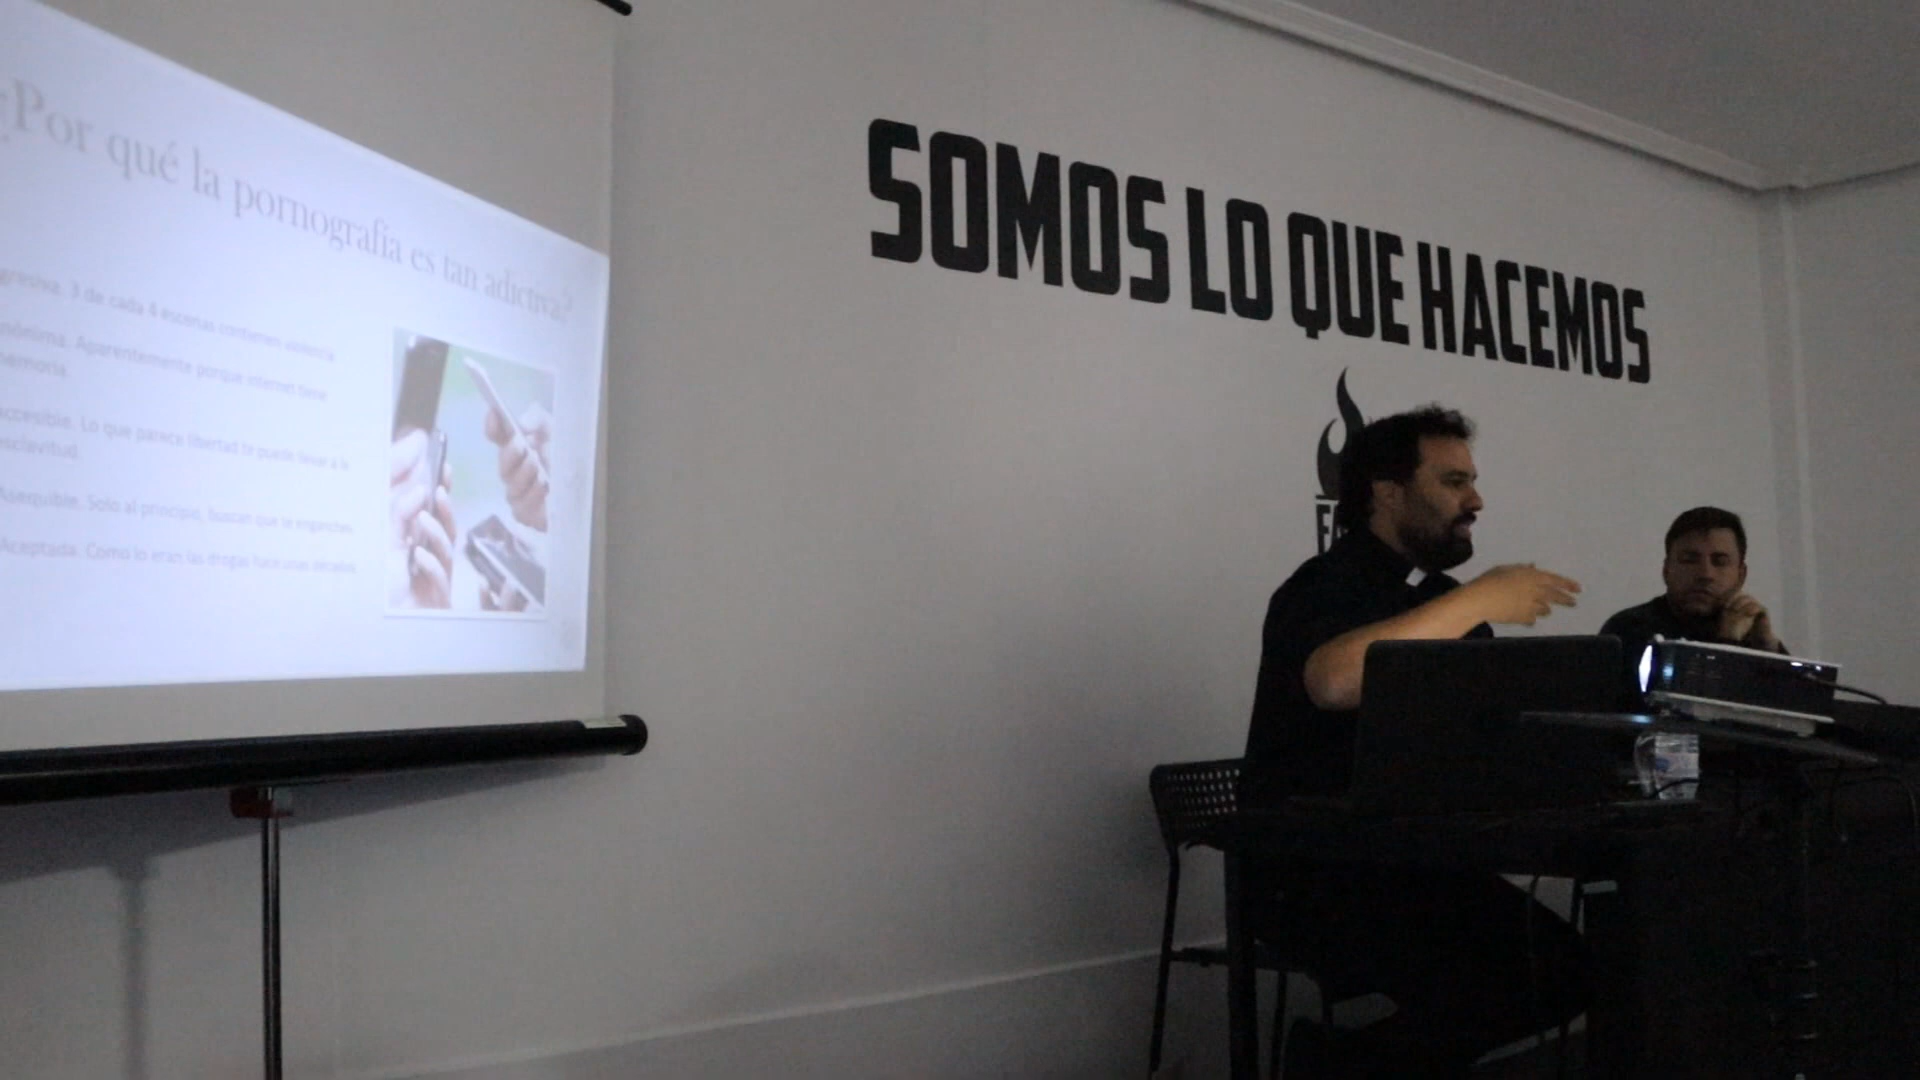 ¿Por qué la pornografía es tan adictiva?
3 de cada 4 escenas contienen violencia
Aparentemente porque internet tiene
memoria.
accesible. Lo que parece libertad te puede llevar a la
esclavitud.
Asequible. Solo al principio, buscan que te enganches.
Aceptada. Como lo eran las drogas hace unas décadas.
SOMOS LO QUE HACEMOS